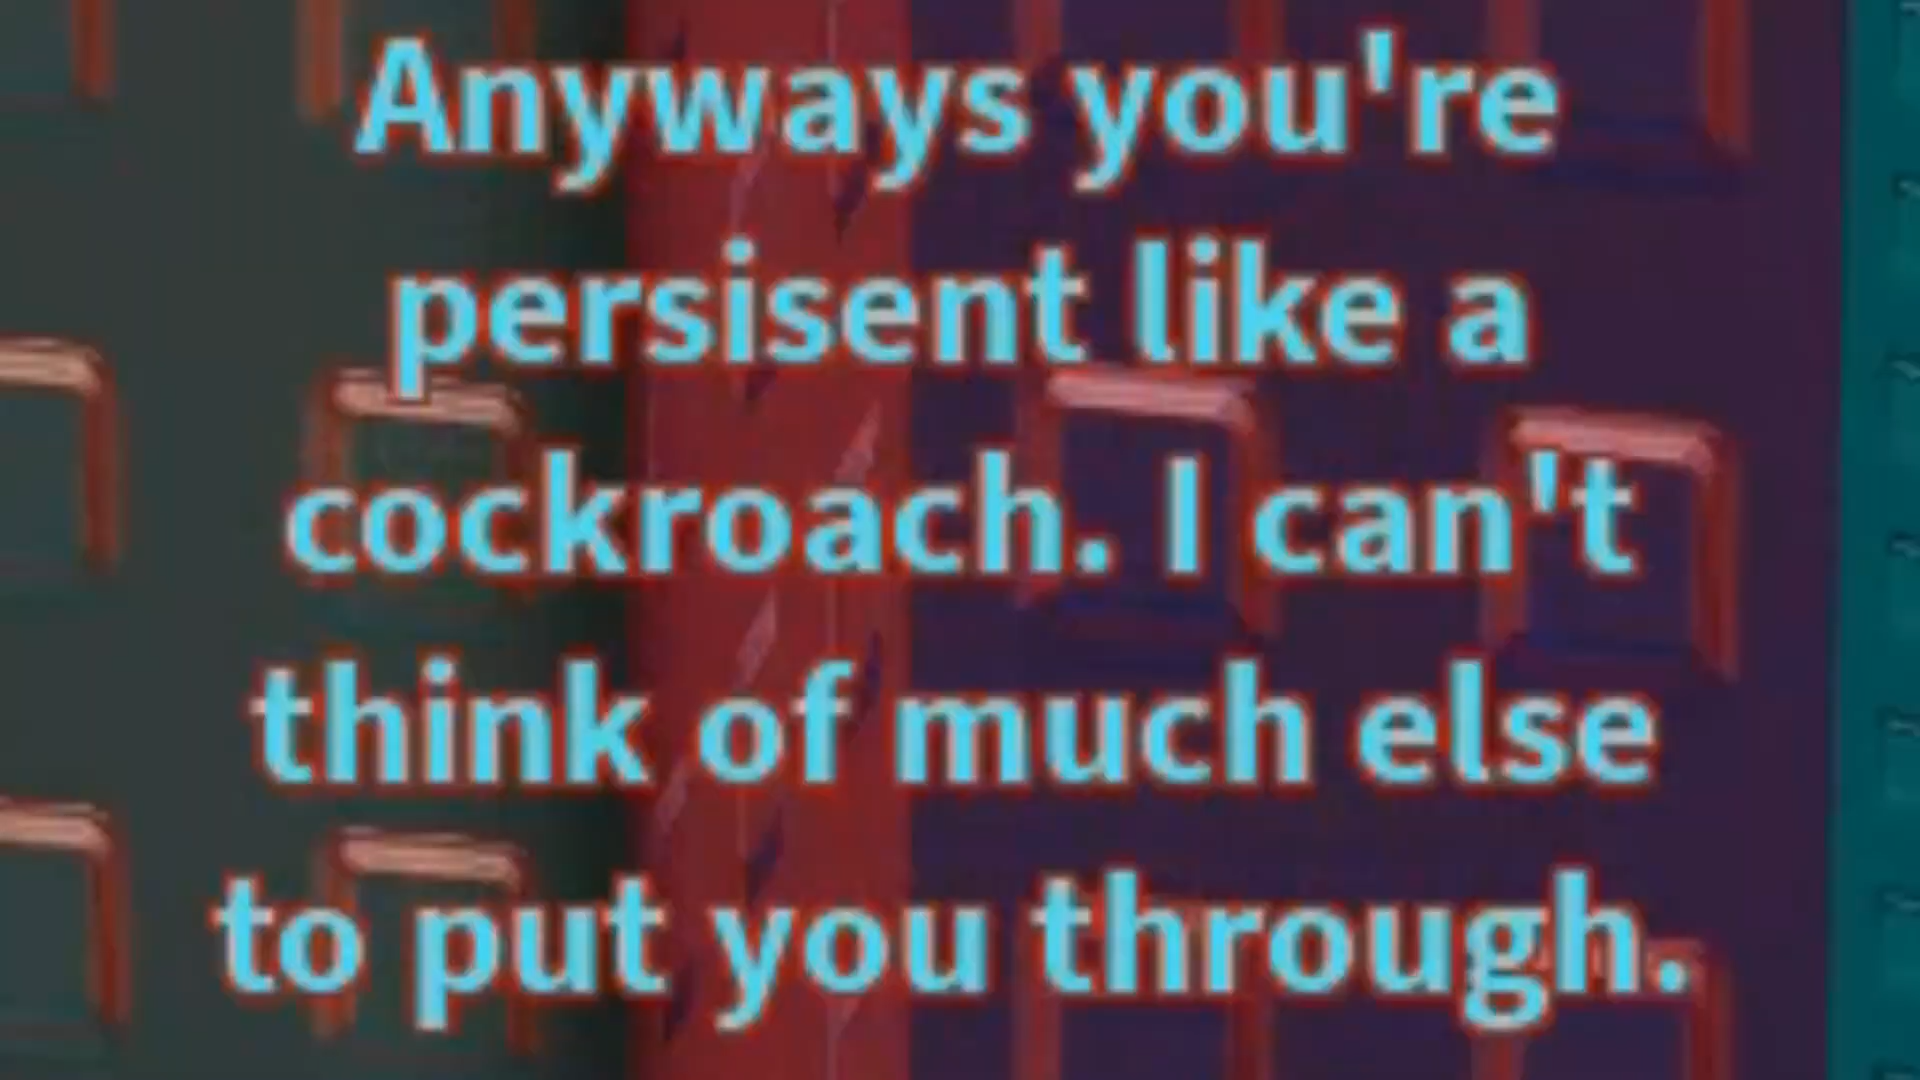 Anyways you're
persisent like a
cockroach. I can't
think of much else
to put you through.